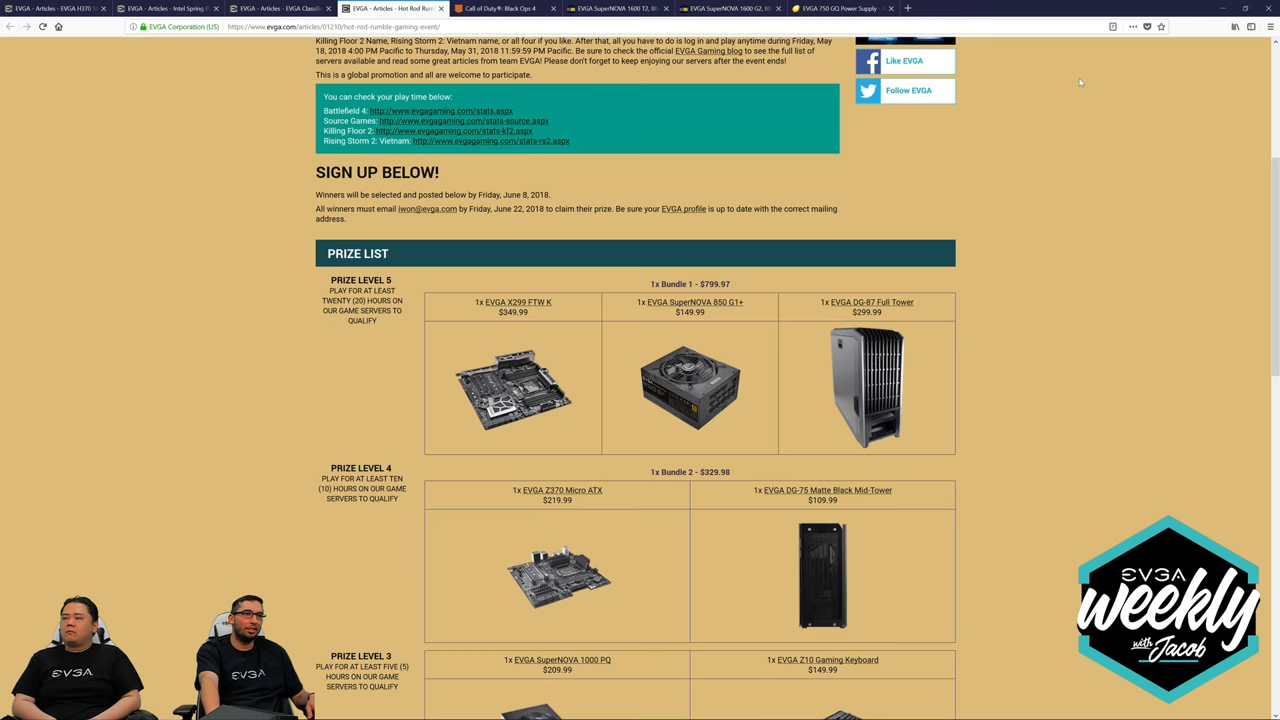 EVGA - Articles - EVGA H370 S
EVGA - Articles - Intel Spring P
EVGA - Articles - EVGA Classifi
EVGA - Articles - Hot Rod Rum
Call of Duty®: Black Ops 4
EVGA SuperNOVA 1600 T2, 80
EVGA SuperNOVA 1600 G2, 80
EVGA 750 GQ Power Supply -
EVGA Corporation (US)
https://www.evga.com/articles/01210/hot-rod-rumble-gaming-event/
Killing Floor 2 Name, Rising Storm 2: Vietnam name, or all four if you like. After that, all you have to do is log in and play anytime during Friday, May
18, 2018 4:00 PM Pacific to Thursday, May 31, 2018 11:59:59 PM Pacific. Be sure to check the official EVGA Gaming blog to see the full list of
servers available and read some great articles from team EVGA! Please don't forget to keep enjoying our servers after the event ends!
This is a global promotion and all are welcome to participate.
Like EVGA
Follow EVGA
You can check your play time below:
Battlefield 4: http://www.evgagaming.com/stats.aspx
Source Games: http://www.evgagaming.com/stats-source.aspx
Killing Floor 2: http://www.evgagaming.com/stats-kf2.aspx
Rising Storm 2: Vietnam: http://www.evgagaming.com/stats-rs2.aspx
SIGN UP BELOW!
Winners will be selected and posted below by Friday, June 8, 2018.
All winners must email iwon@evga.com by Friday, June 22, 2018 to claim their prize. Be sure your EVGA profile is up to date with the correct mailing
address.
PRIZE LIST
PRIZE LEVEL 5
PLAY FOR AT LEAST
TWENTY (20) HOURS ON
OUR GAME SERVERS TO
QUALIFY
1x Bundle 1 - $799.97
1x EVGA X299 FTW K
$349.99
1x EVGA SuperNOVA 850 G1+
$149.99
1x EVGA DG-87 Full Tower
$299.99
PRIZE LEVEL 4
PLAY FOR AT LEAST TEN
(10) HOURS ON OUR GAME
SERVERS TO QUALIFY
1x Bundle 2 - $329.98
1x EVGA Z370 Micro ATX
$219.99
1x EVGA DG-75 Matte Black Mid-Tower
$109.99
PRIZE LEVEL 3
PLAY FOR AT LEAST FIVE (5)
HOURS ON OUR GAME
SERVERS TO QUALIFY
1x EVGA SuperNOVA 1000 PQ
$209.99
1x EVGA Z10 Gaming Keyboard
$149.99
EVGA
EVGA
EVGA
weekly
with Jacob